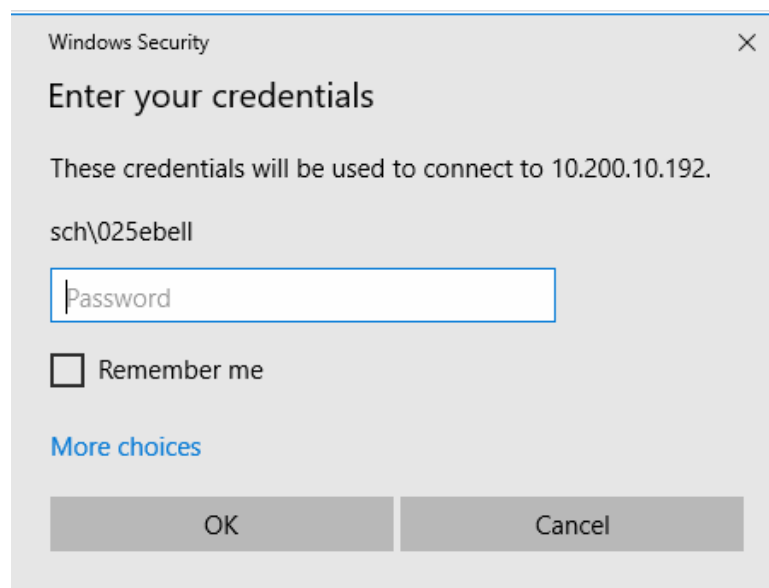 Windows Security
Enter your credentials
These credentials will be used to connect to 10.200.10.192.
sch\025ebell
Password
Remember me
More choices
OK
Cancel